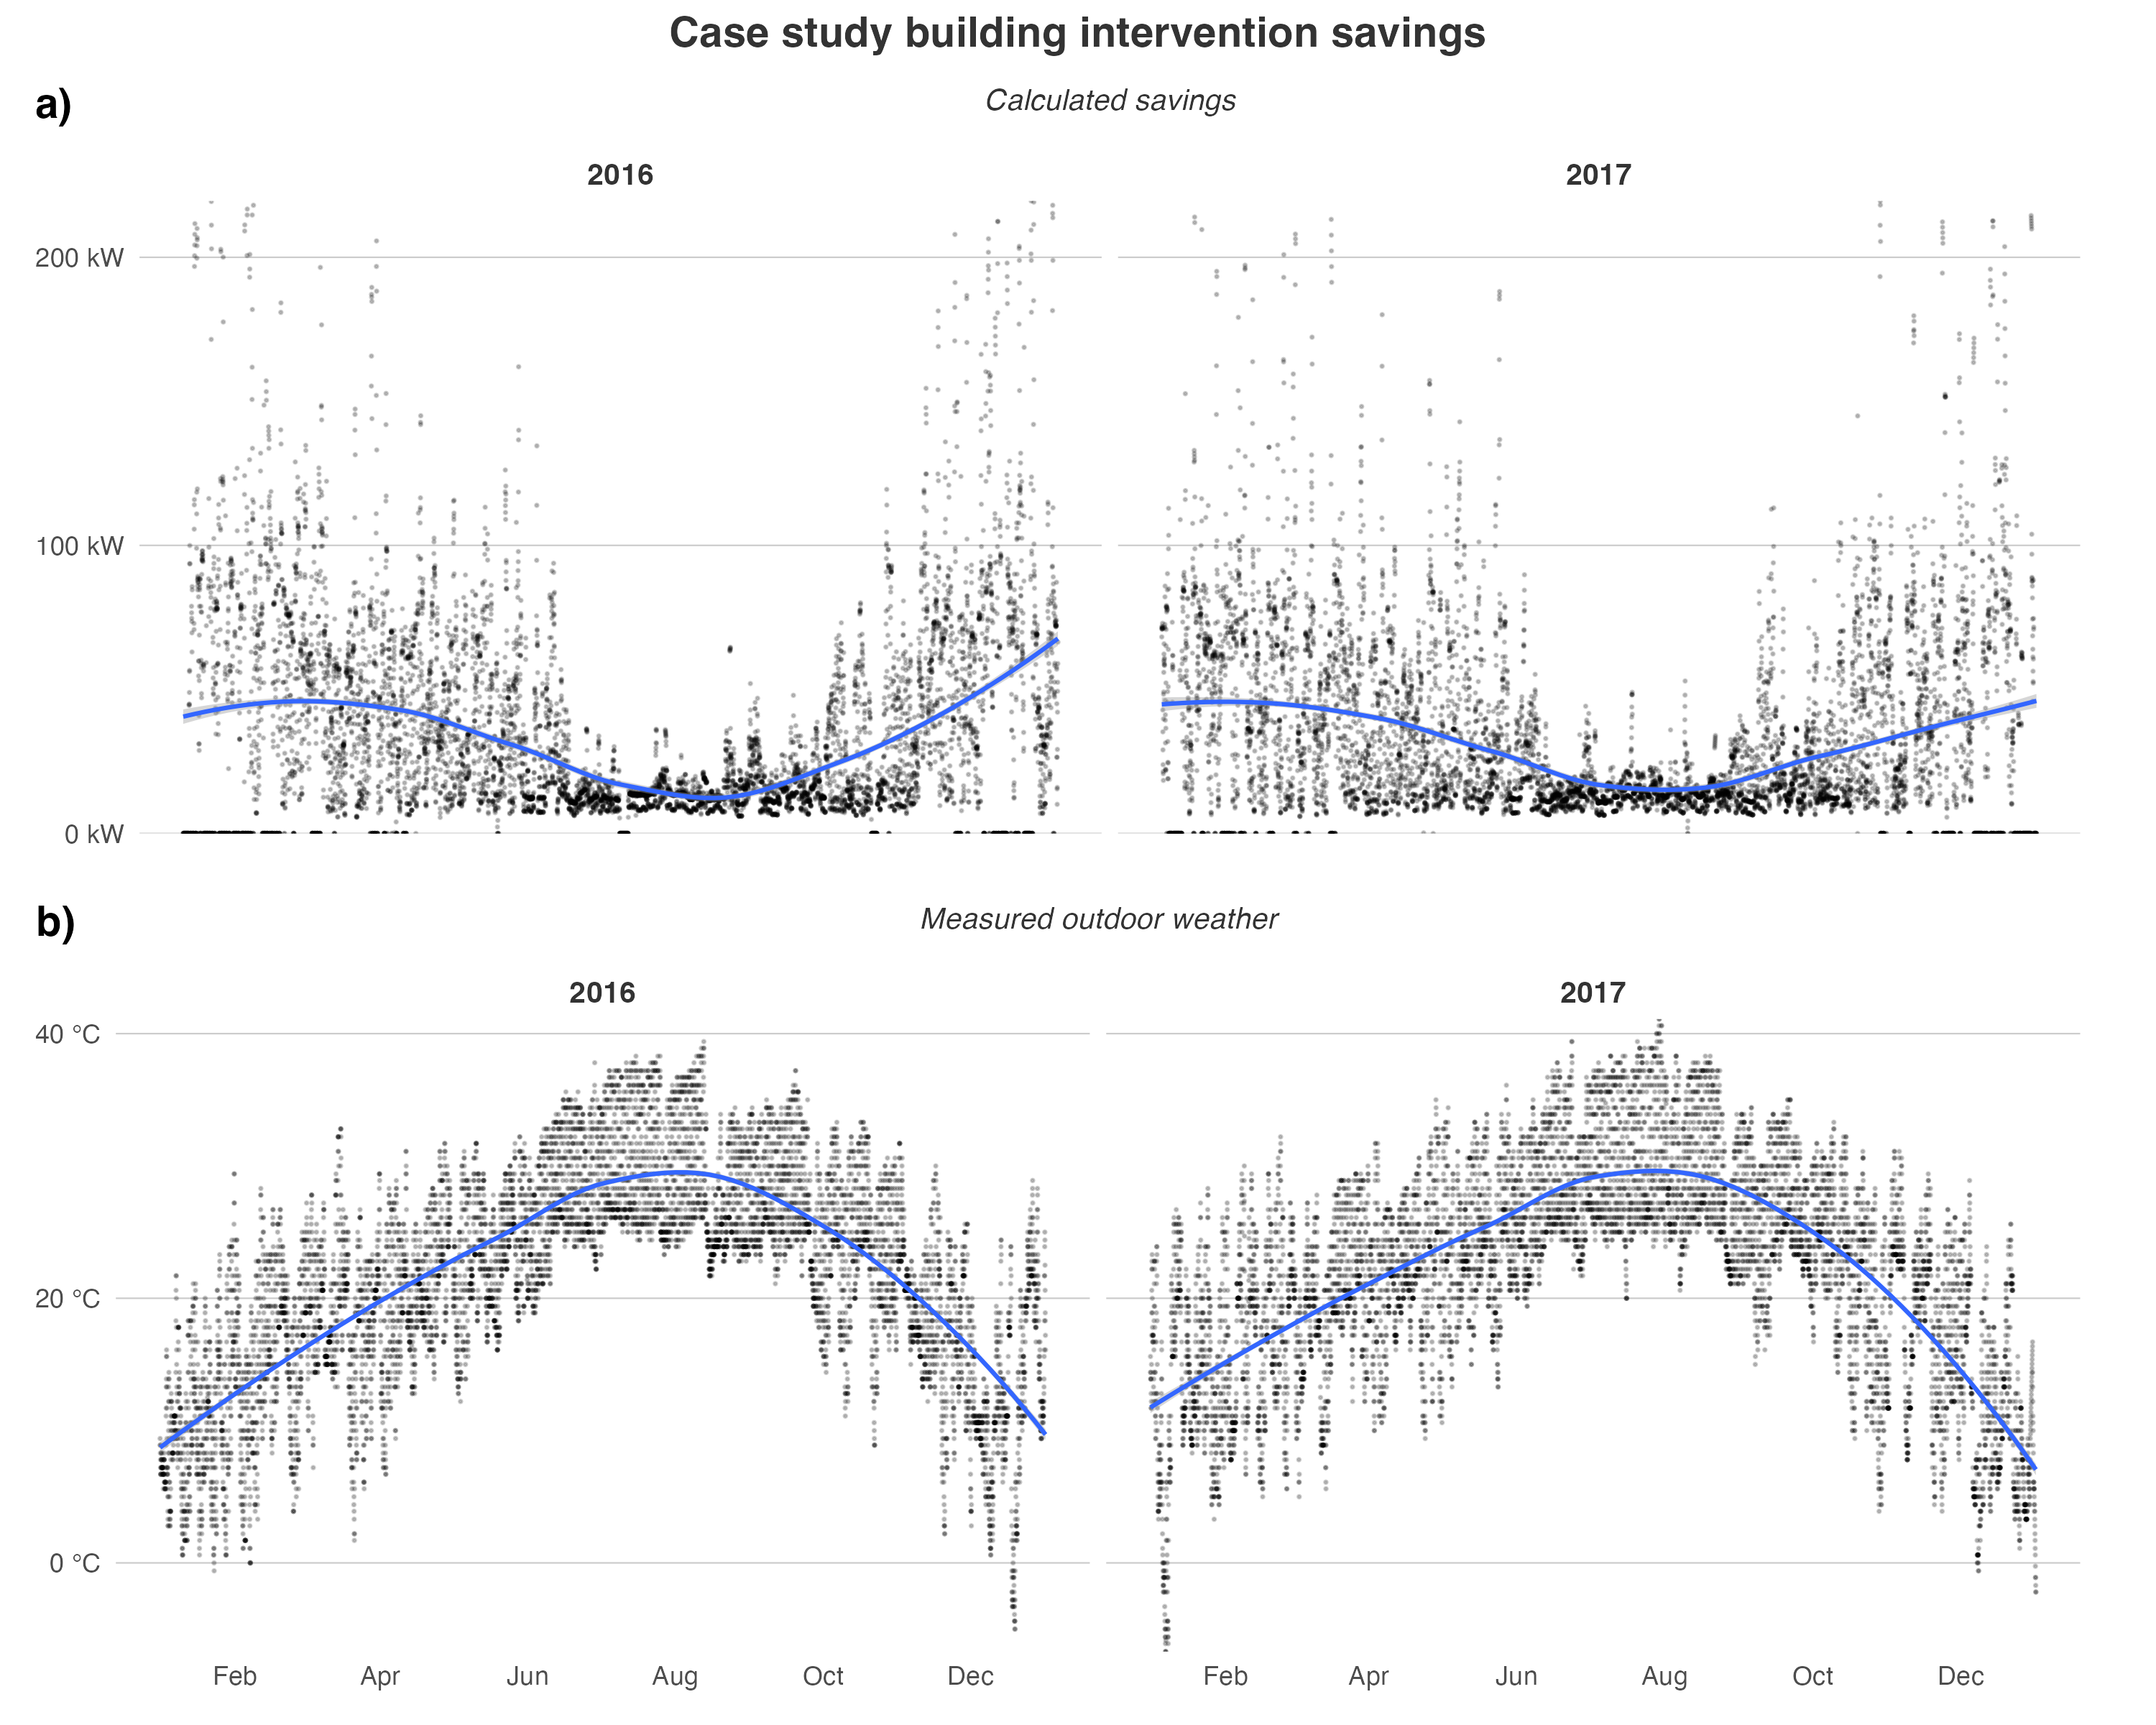 Case study building intervention savings
a)
Calculated savings
2016 2017
200 kW
100 kW
0 kW
b)
Measured outdoor weather
2016 2017
40 °C
20 °C
0 °C
Feb Apr Jun Aug Oct Dec Feb Apr Jun Aug Oct Dec